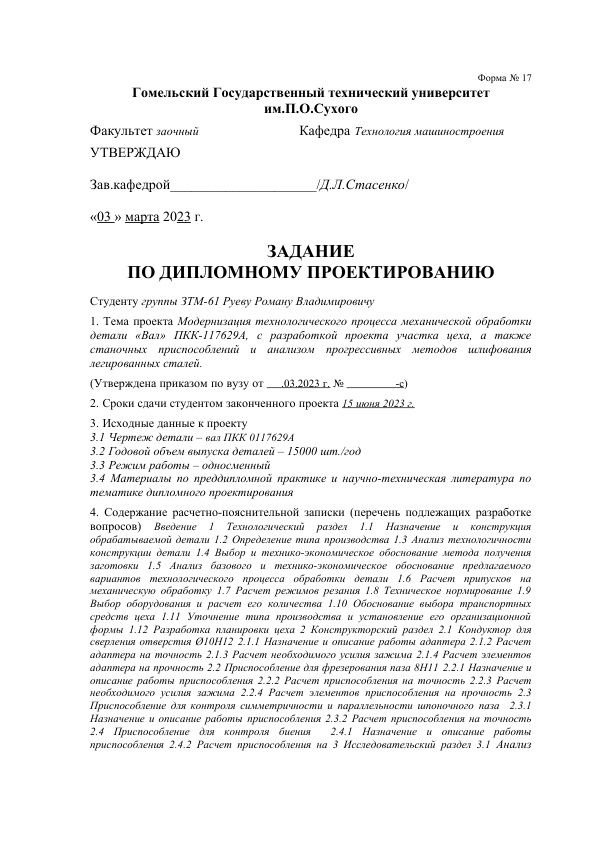 Форма № 17
Гомельский Государственный технический университет
им.П.О.Сухого
Факультет заочный Кафедра Технология машиностроения
УТВЕРЖДАЮ
Зав.кафедрой______________________/Д.Л.Стасенко/
«03 » марта 2023 г.
ЗАДАНИЕ
ПО ДИПЛОМНОМУ ПРОЕКТИРОВАНИЮ
Студенту группы ЗТМ-61 Руеву Роману Владимировичу
1. Тема проекта Модернизация технологического процесса механической обработки
детали «Вал» ПКК-117629А, с разработкой проекта участка цеха, а также
станочных приспособлений и анализом прогрессивных методов шлифования
легированных сталей.
(Утверждена приказом по вузу от __.03.2023 г. № ________-с)
2. Сроки сдачи студентом законченного проекта 15 июня 2023 г.
3. Исходные данные к проекту
3.1 Чертеж детали – вал ПКК 0117629А
3.2 Годовой объем выпуска деталей – 15000 шт./год
3.3 Режим работы – односменный
3.4 Материалы по преддипломной практике и научно-техническая литература по
тематике дипломного проектирования
4. Содержание расчетно-пояснительной записки (перечень подлежащих разработке
вопросов) Введение 1 Технологический раздел 1.1 Назначение и конструкция
обрабатываемой детали 1.2 Определение типа производства 1.3 Анализ технологичности
конструкции детали 1.4 Выбор и технико-экономическое обоснование метода получения
заготовки 1.5 Анализ базового и технико-экономическое обоснование предлагаемого
вариантов технологического процесса обработки детали 1.6 Расчет припусков на
механическую обработку 1.7 Расчет режимов резания 1.8 Техническое нормирование 1.9
Выбор оборудования и расчет его количества 1.10 Обоснование выбора транспортных
средств цеха 1.11 Уточнение типа производства и установление его организационной
формы 1.12 Разработка планировки цеха 2 Конструкторский раздел 2.1 Кондуктор для
сверления отверстия Ø10Н12 2.1.1 Назначение и описание работы адаптера 2.1.2 Расчет
адаптера на точность 2.1.3 Расчет необходимого усилия зажима 2.1.4 Расчет элементов
адаптера на прочность 2.2 Приспособление для фрезерования паза 8Н11 2.2.1 Назначение и
описание работы приспособления 2.2.2 Расчет приспособления на точность 2.2.3 Расчет
необходимого усилия зажима 2.2.4 Расчет элементов приспособления на прочность 2.3
Приспособление для контроля симметричности и параллельности шпоночного паза 2.3.1
Назначение и описание работы приспособления 2.3.2 Расчет приспособления на точность
2.4 Приспособление для контроля биения 2.4.1 Назначение и описание работы
приспособления 2.4.2 Расчет приспособления на 3 Исследовательский раздел 3.1 Анализ